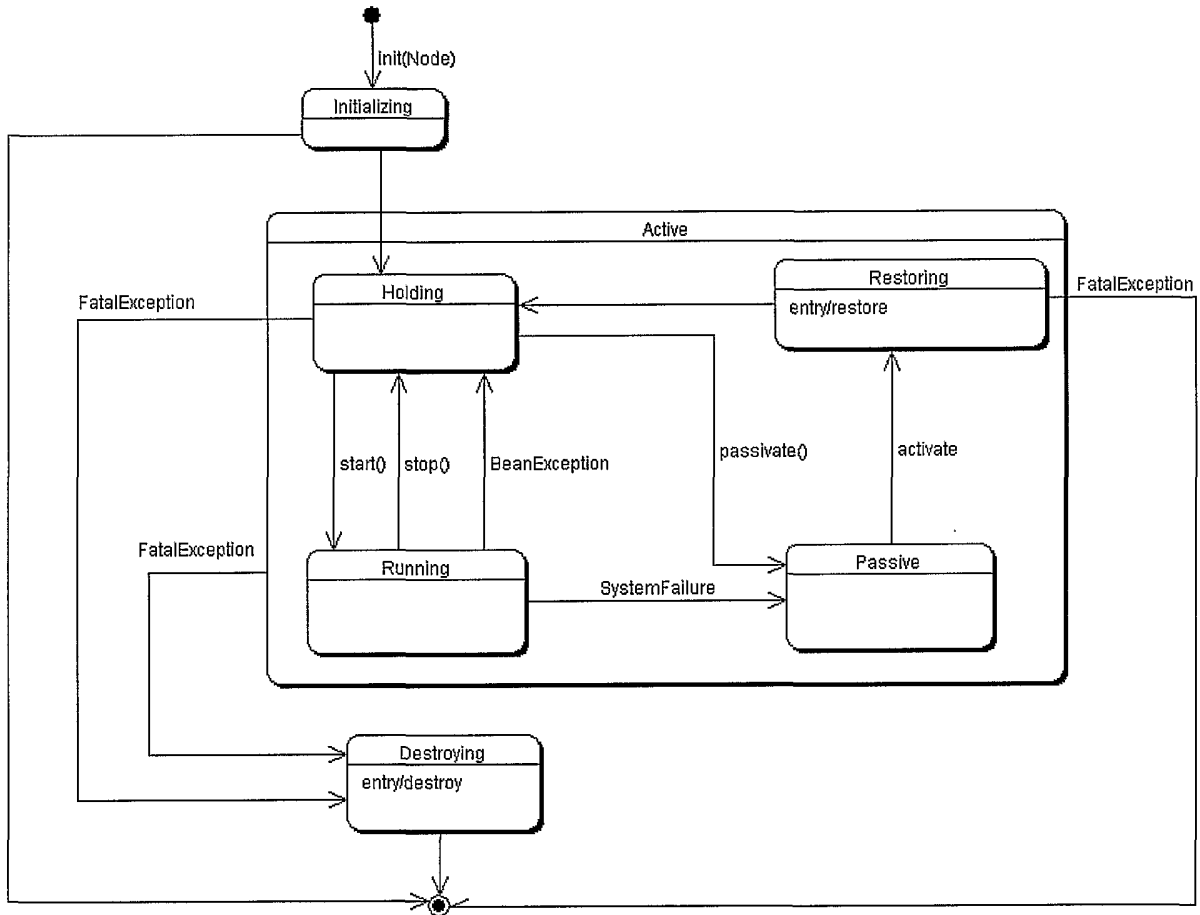 Init(Node)
Initializing
Active
Holding
Restoring
FatalException
FatalException
entry/restore
start()
stop()
BeanException
passivate()
activate
FatalException
Running
Passive
SystemFailure
Destroying
entry/destroy